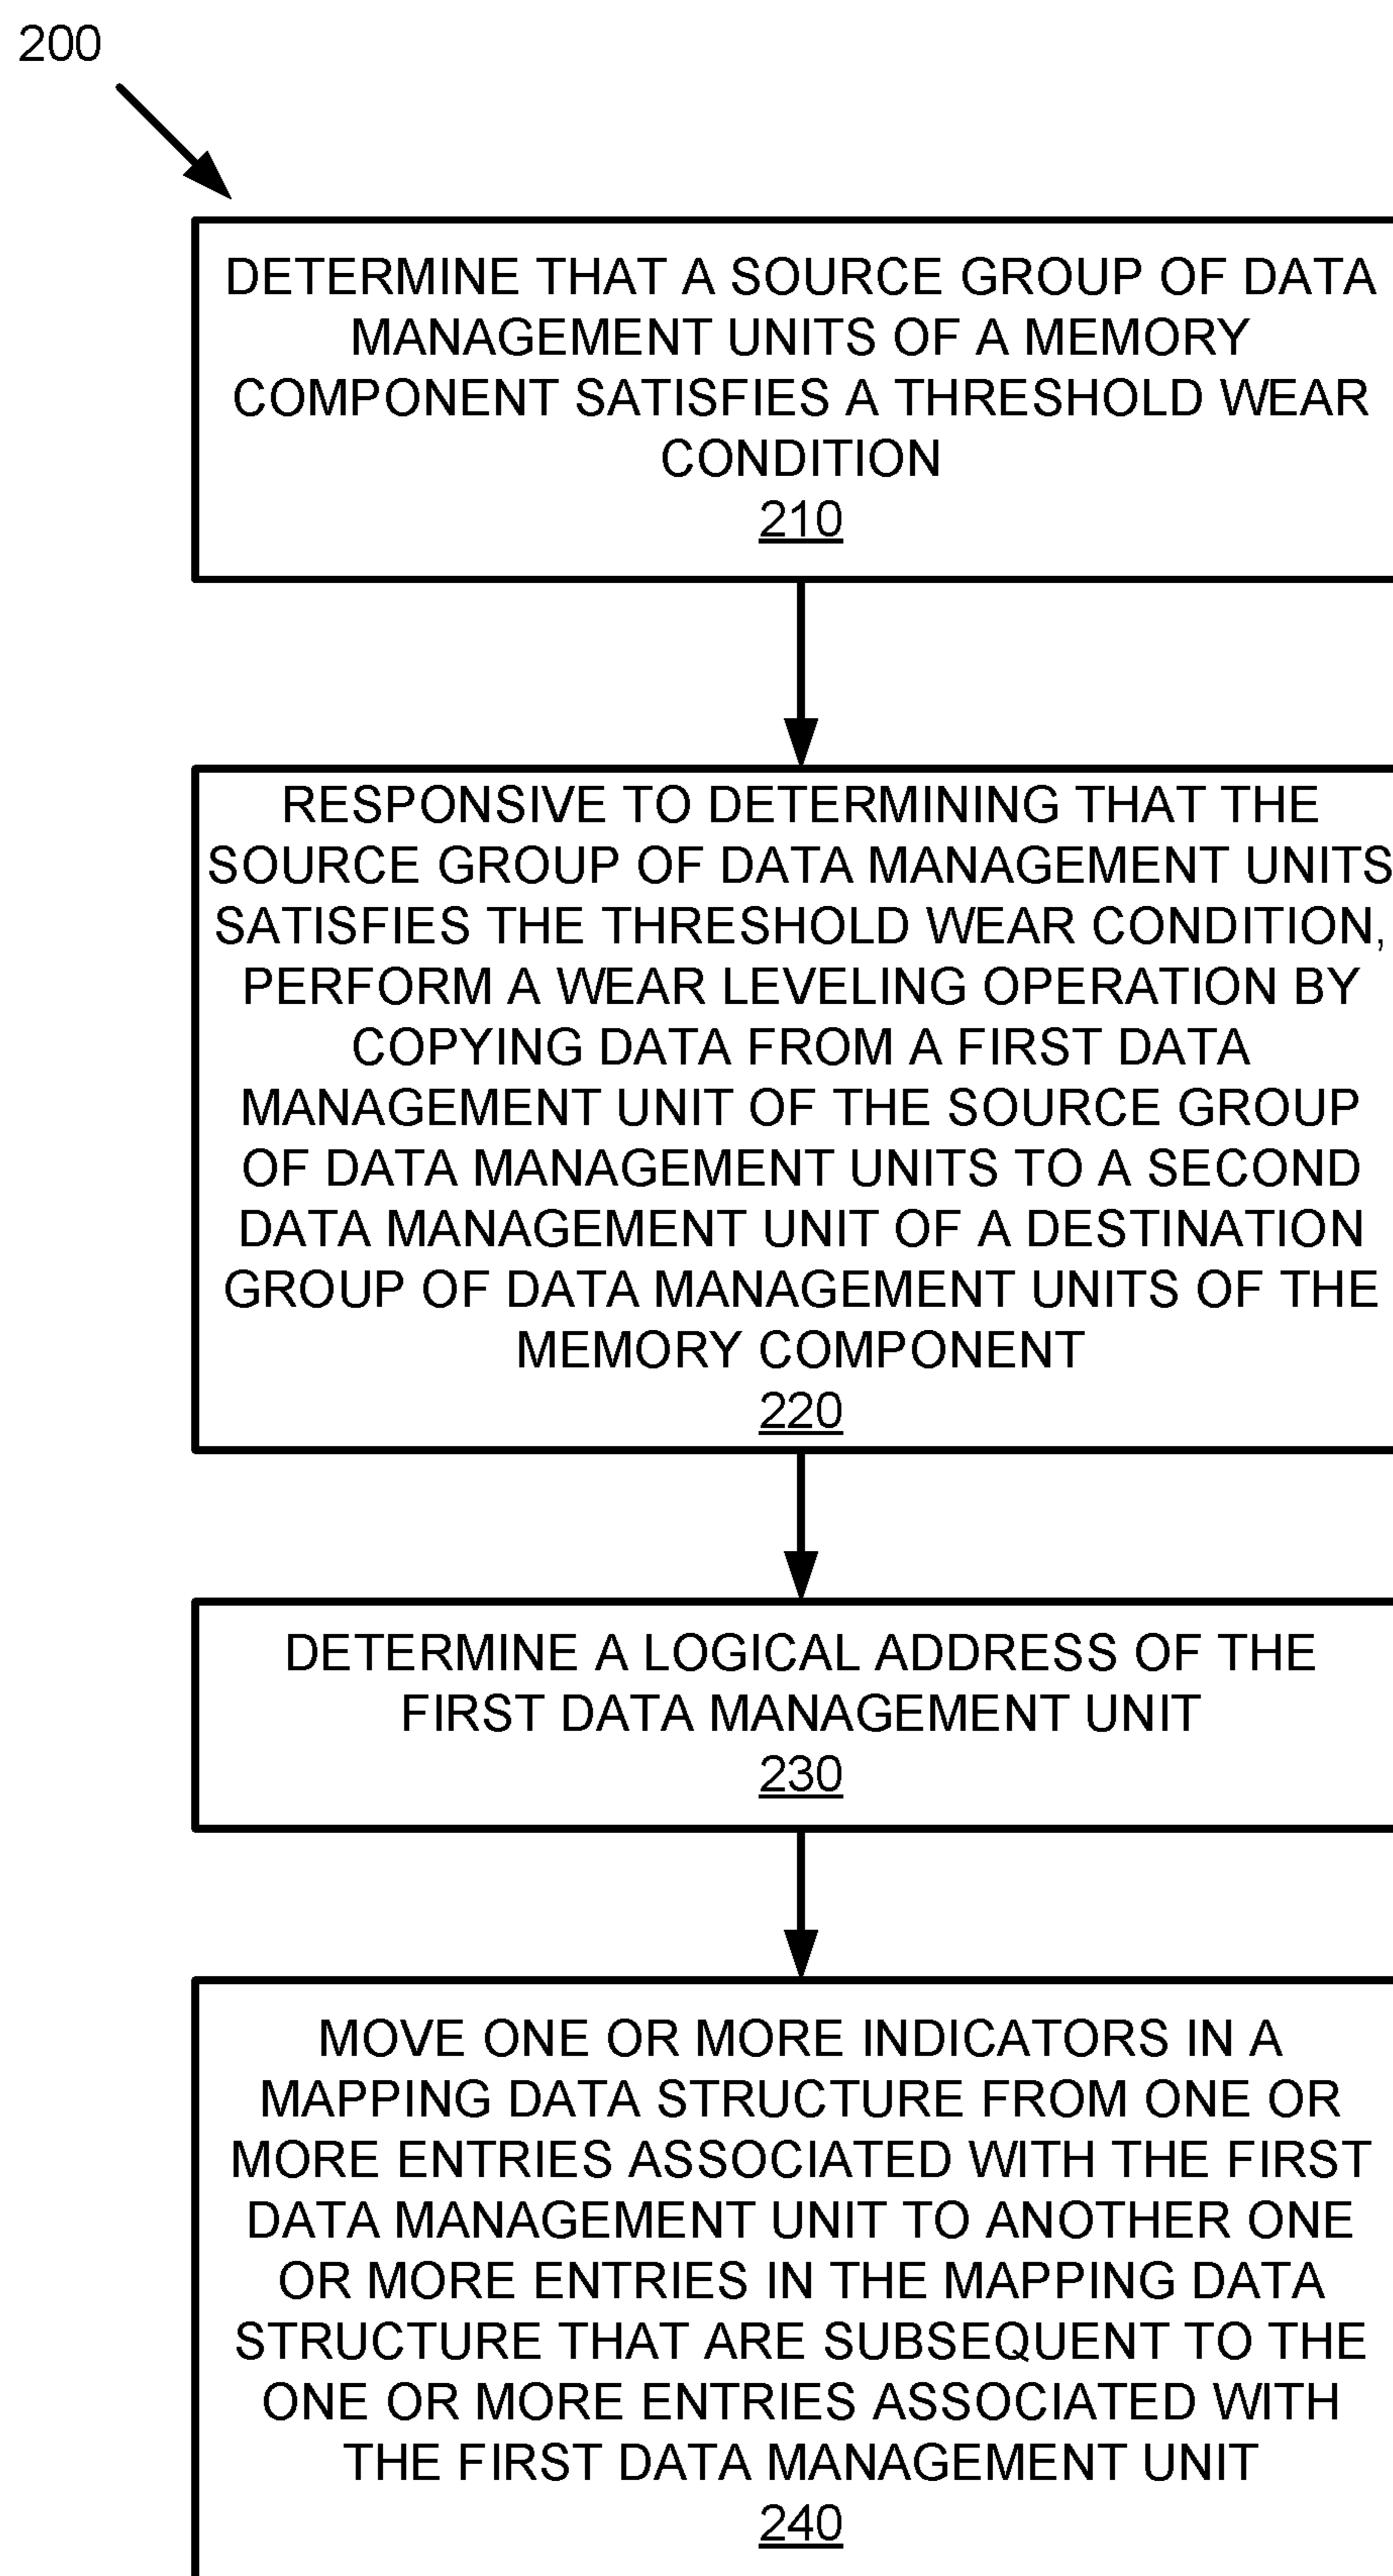 200
DETERMINE THAT A SOURCE GROUP OF DATA
MANAGEMENT UNITS OF A MEMORY
COMPONENT SATISFIES A THRESHOLD WEAR
CONDITION
210
RESPONSIVE TO DETERMINING THAT THE
SOURCE GROUP OF DATA MANAGEMENT UNITS
SATISFIES THE THRESHOLD WEAR CONDITION,
PERFORM A WEAR LEVELING OPERATION BY
COPYING DATA FROM A FIRST DATA
MANAGEMENT UNIT OF THE SOURCE GROUP
OF DATA MANAGEMENT UNITS TO A SECOND
DATA MANAGEMENT UNIT OF A DESTINATION
GROUP OF DATA MANAGEMENT UNITS OF THE
MEMORY COMPONENT
220
DETERMINE A LOGICAL ADDRESS OF THE
FIRST DATA MANAGEMENT UNIT
230
MOVE ONE OR MORE INDICATORS IN A
MAPPING DATA STRUCTURE FROM ONE OR
MORE ENTRIES ASSOCIATED WITH THE FIRST
DATA MANAGEMENT UNIT TO ANOTHER ONE
OR MORE ENTRIES IN THE MAPPING DATA
STRUCTURE THAT ARE SUBSEQUENT TO THE
ONE OR MORE ENTRIES ASSOCIATED WITH
THE FIRST DATA MANAGEMENT UNIT
240